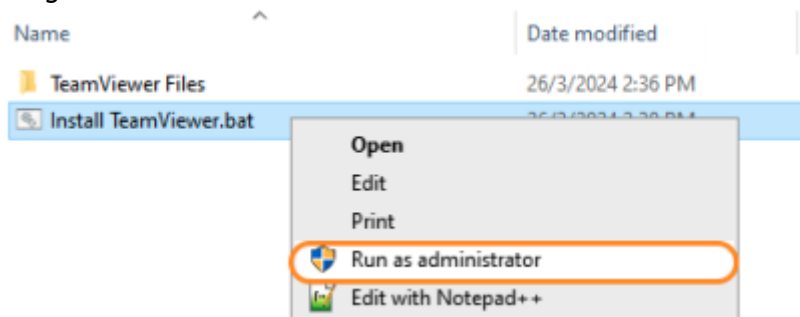 Name Date modified
TeamViewer Files 26/3/2024 2:36 PM
Install TeamViewer.bat
Open
Edit
Print
Run as administrator
Edit with Notepad++